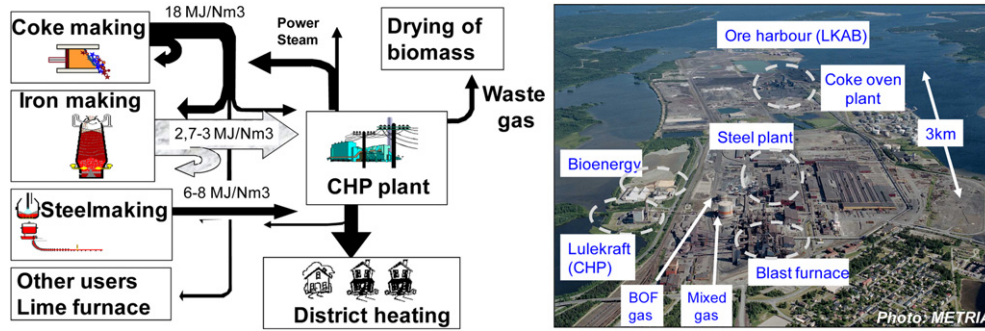 18 MJ/Nm3
Coke making
Power
Steam
Drying of
biomass
Iron making
2,7-3 MJ/Nm3
Waste
gas
CHP plant
6-8 MJ/Nm3
Steelmaking
Other users
Lime furnace
District heating
Ore harbour (LKAB)
Coke oven
plant
3km
Steel plant
Bioenergy
Lulekraft
(CHP)
Blast furnace
BOF
gas
Mixed
gas
Photo: METRIA